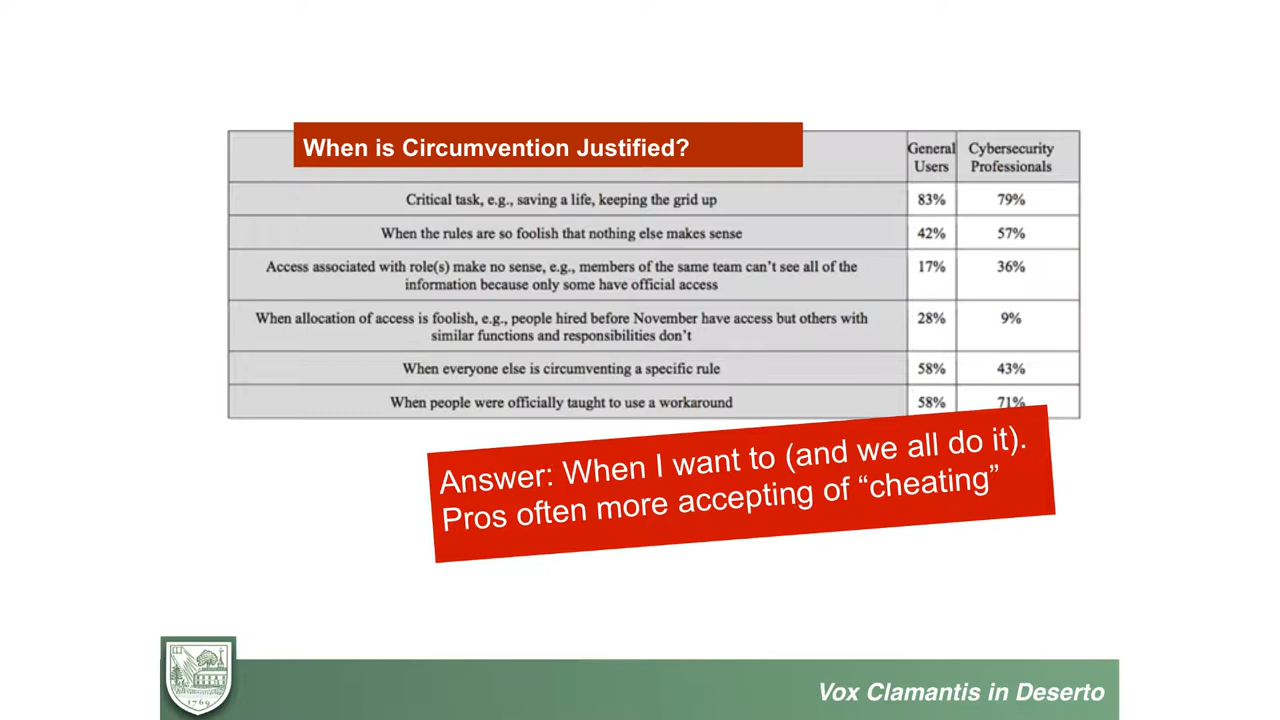 When is Circumvention Justified?
General Users
Cybersecurity Professionals
Critical task, e.g., saving a life, keeping the grid up 83% 79%
When the rules are so foolish that nothing else makes sense 42% 57%
Access associated with role(s) make no sense, e.g., members of the same team can't see all of the 17% 36%
information because only some have official access
When allocation of access is foolish, e.g., people hired before November have access but others with 28% 9%
similar functions and responsibilities don't
When everyone else is circumventing a specific rule 58% 43%
When people were officially taught to use a workaround 58% 71%
Answer: When I want to (and we all do it).
Pros often more accepting of “cheating”
1769
Vox Clamantis in Deserto